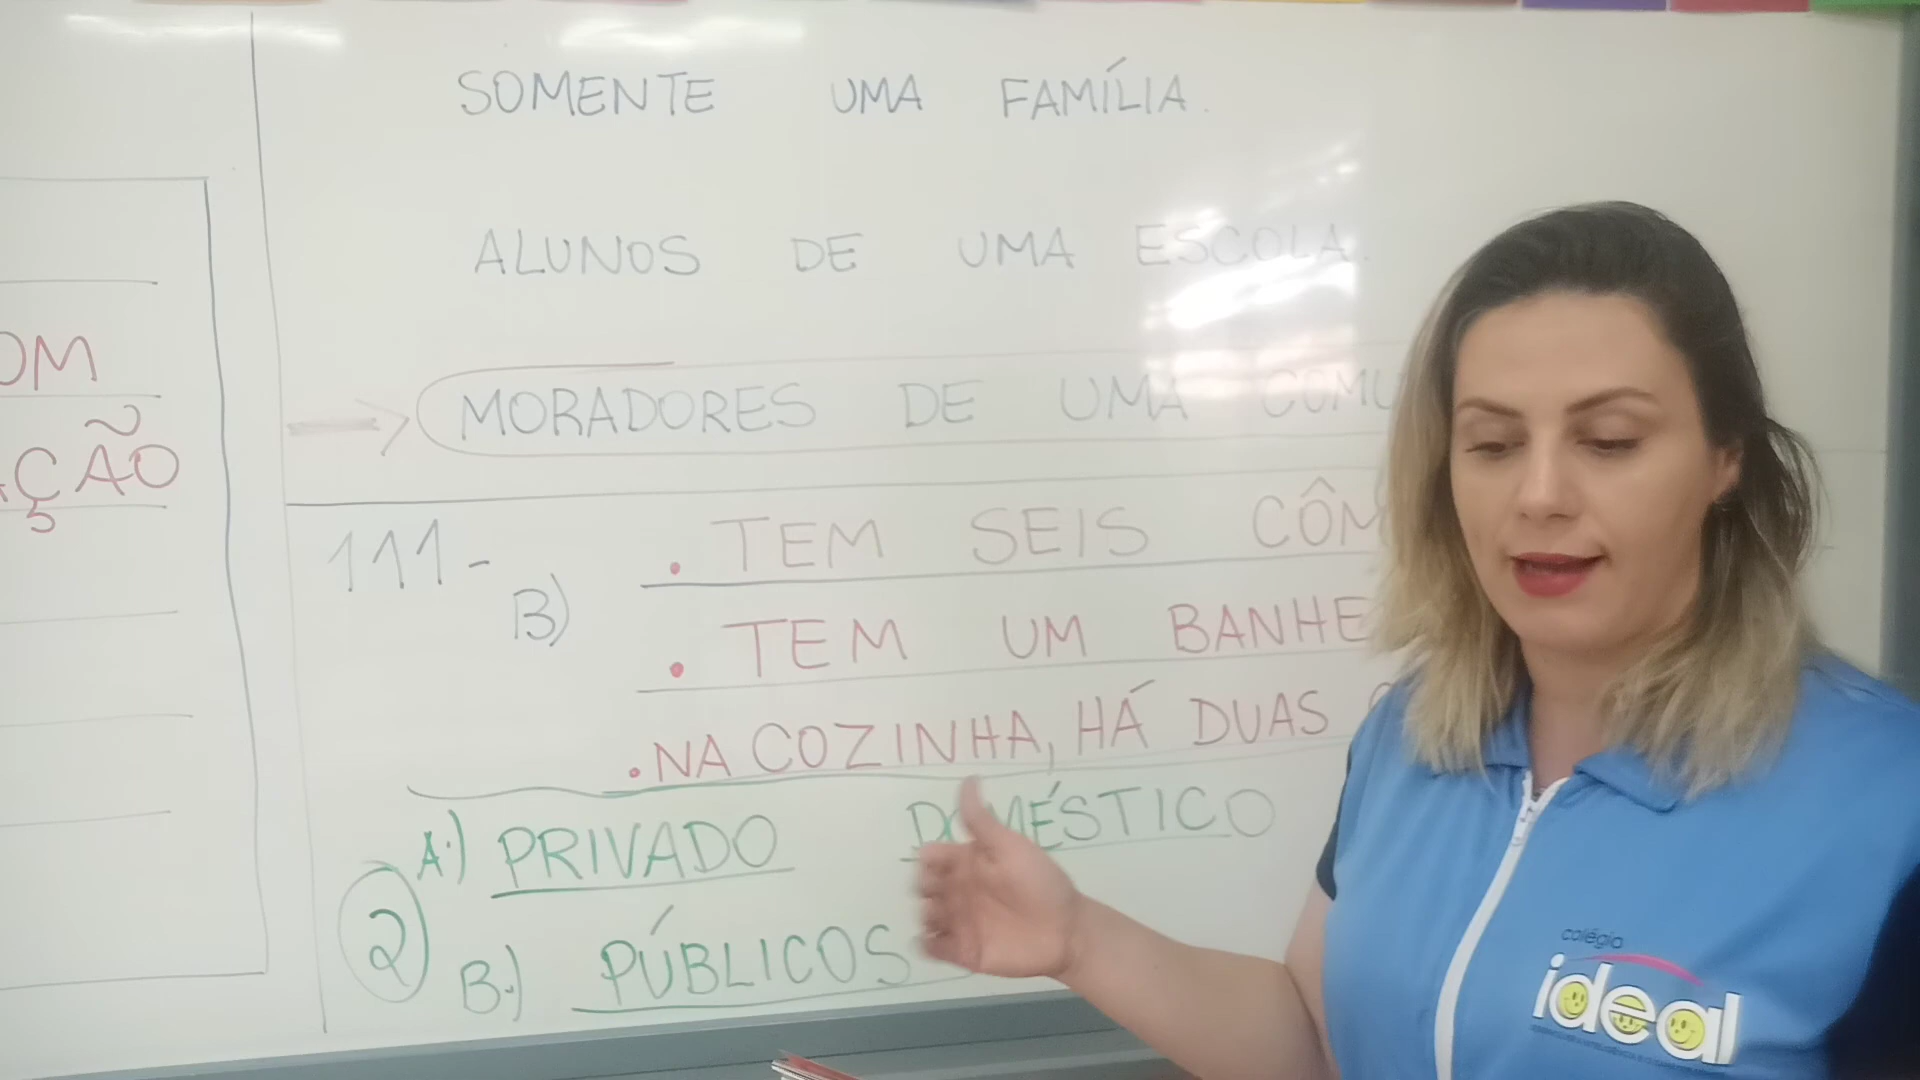 SOMENTE UMA FAMÍLIA.
ALUNOS DE UMA ESCOLA.
OM
AÇÃO
MORADORES DE UMA COMU
111-
B) . TEM SEIS CÔM
. TEM UM BANHE
. NA COZINHA, HÁ DUAS
2
A.) PRIVADO DOMÉSTICO
B.) PÚBLICOS
colégio
ideal